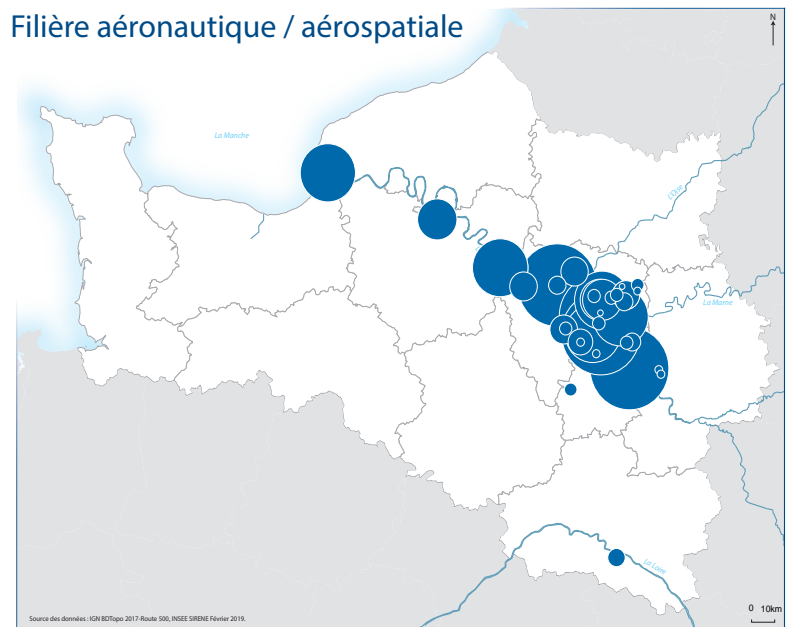 Filière aéronautique / aérospatiale
N
La Manche
L'Oise
La Marne
La Loire
0 10km
Source des données : IGN BDTopo 2017-Route 500, INSEE SIRENE Février 2019.